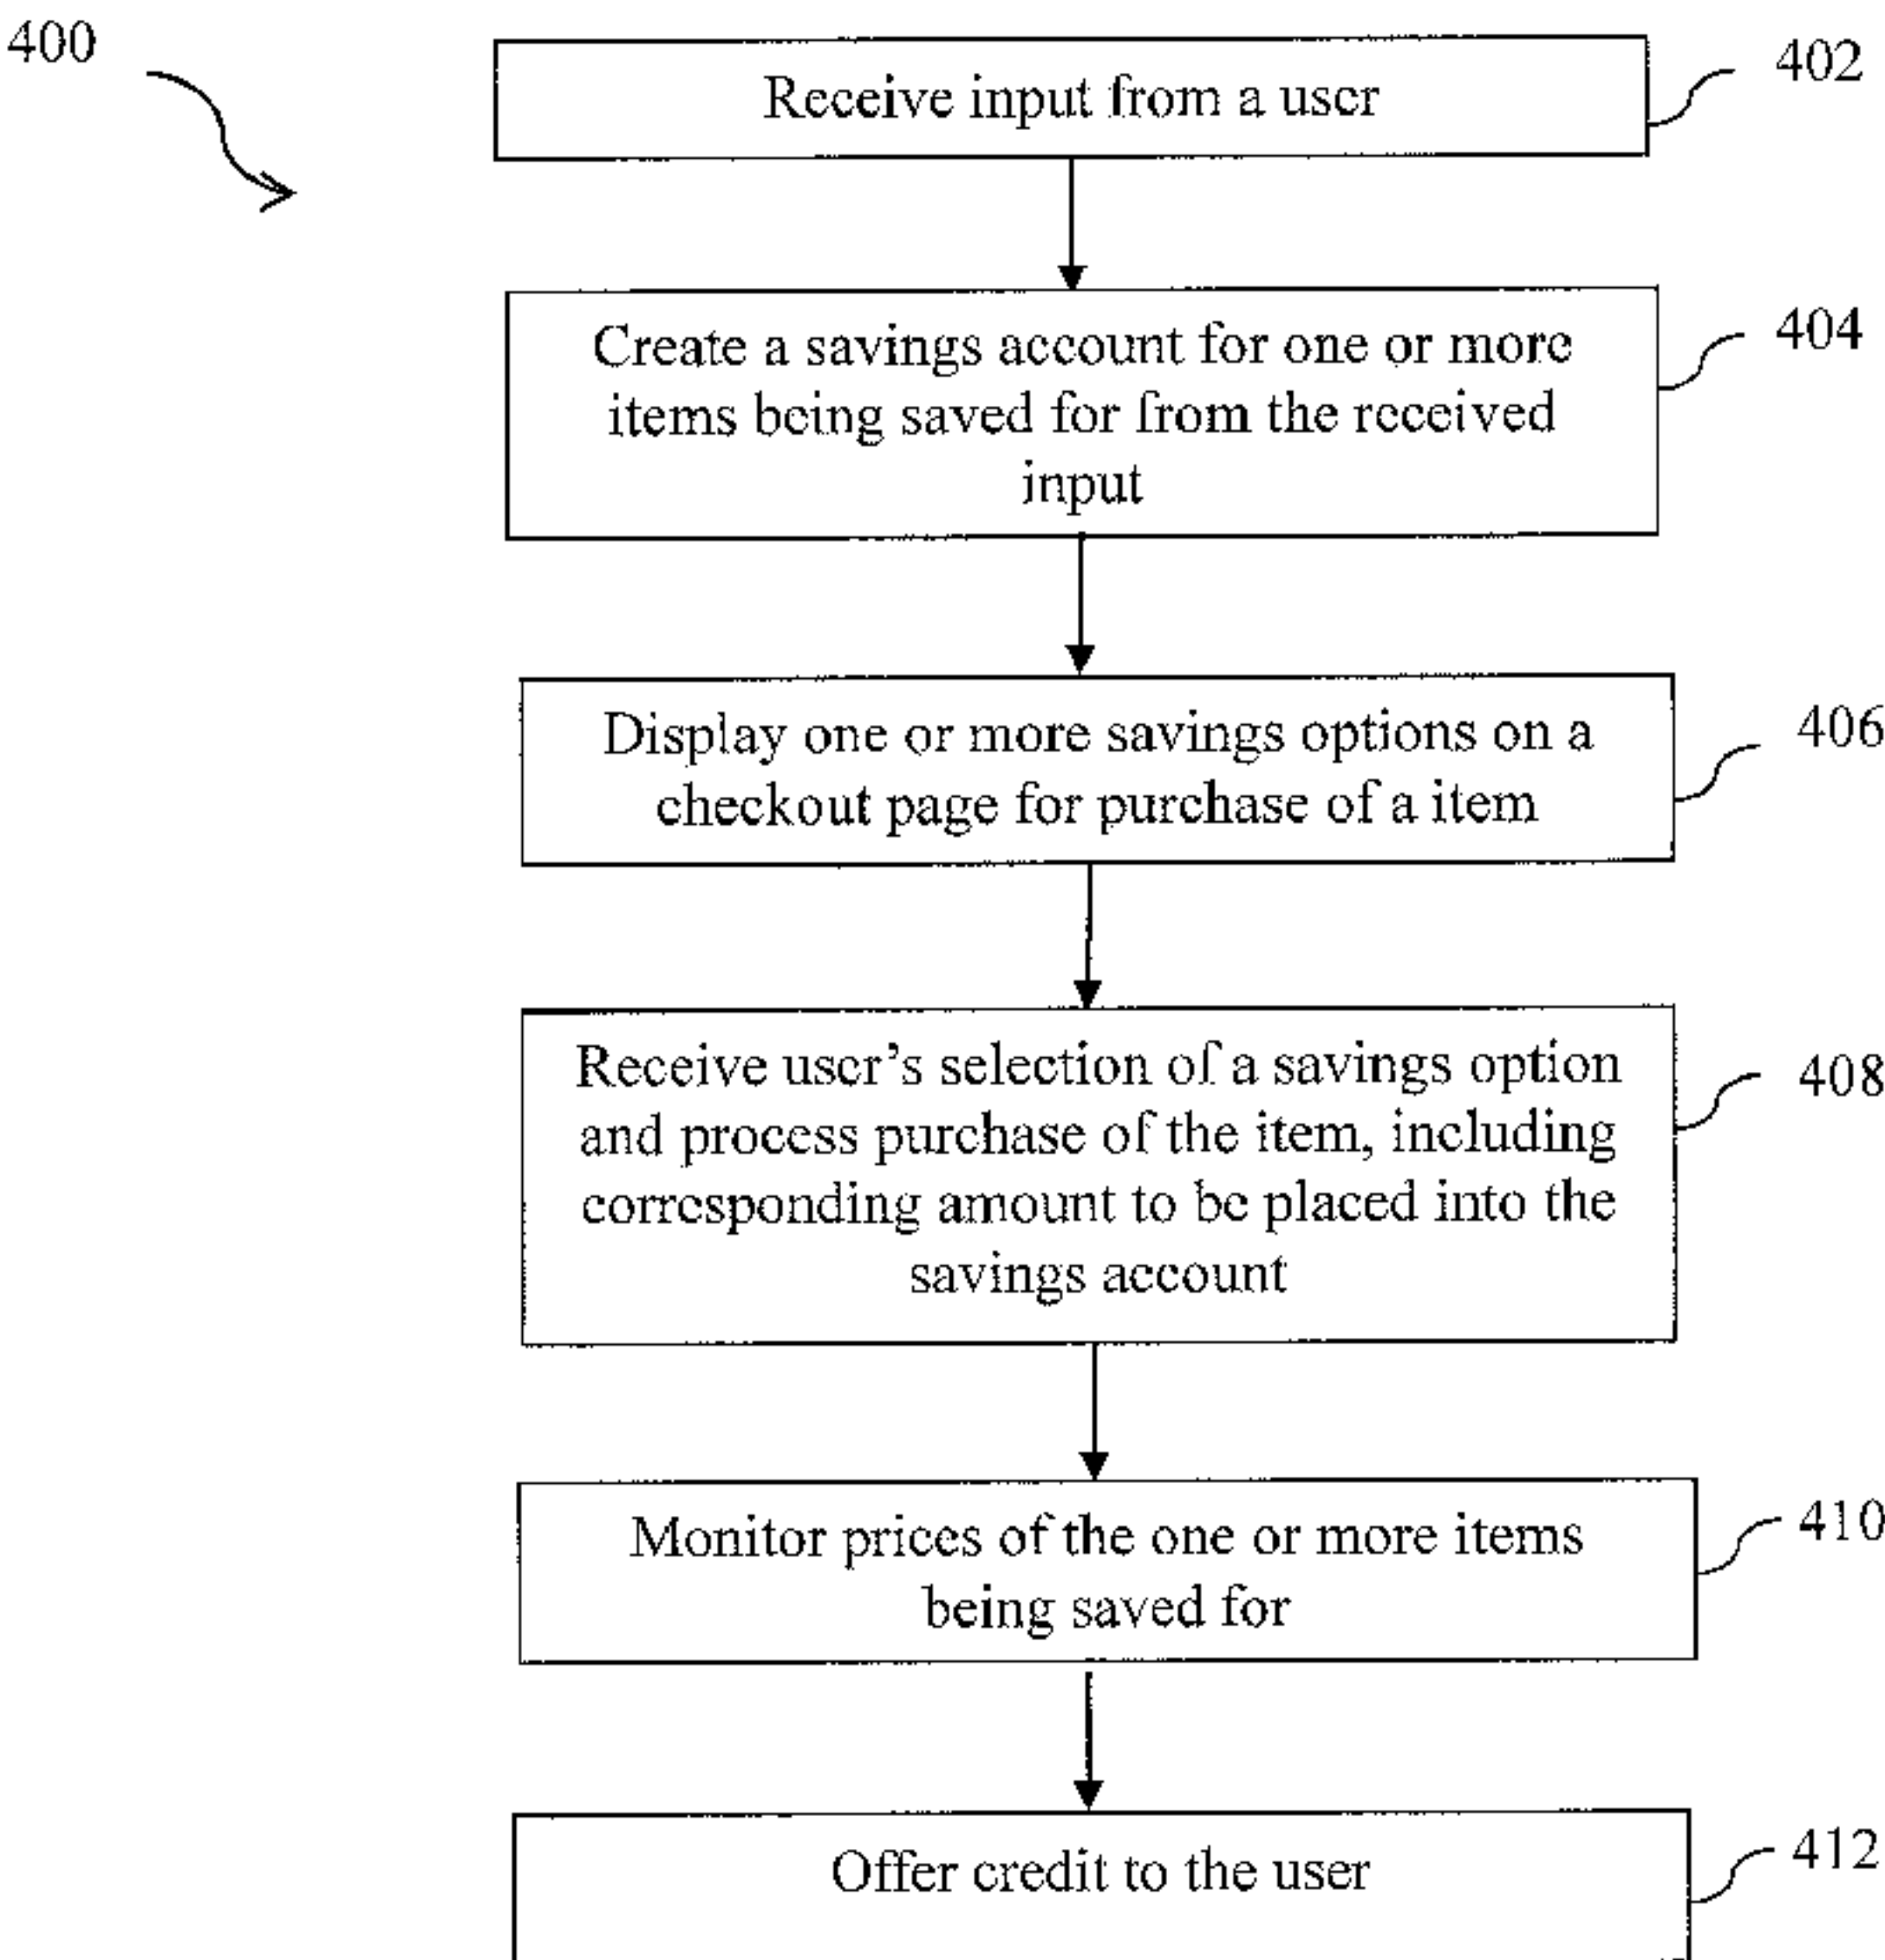 400
Receive input from a user
402
Create a savings account for one or more
items being saved for from the received
input
404
Display one or more savings options on a
checkout page for purchase of a item
406
Receive user's selection of a savings option
and process purchase of the item, including
corresponding amount to be placed into the
savings account
408
Monitor prices of the one or more items
being saved for
410
Offer credit to the user
412